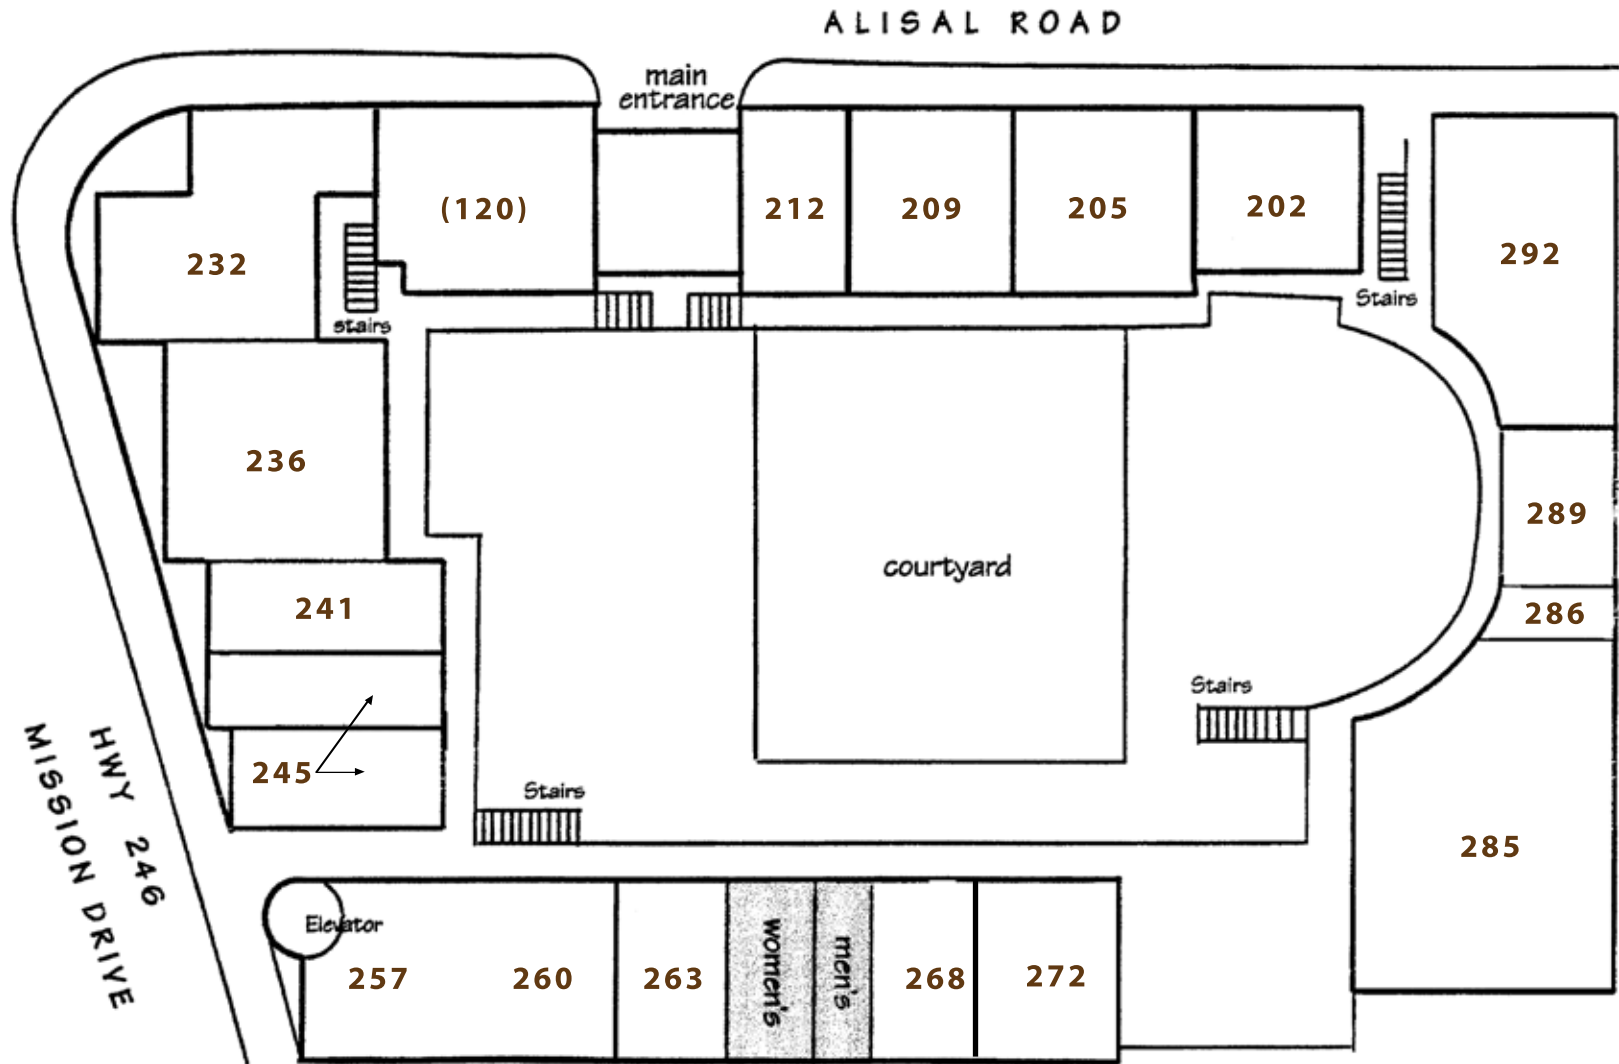 ALISAL ROAD
main
entrance
(120)
212
209
205
202
292
232
stairs
Stairs
236
289
courtyard
241
286
Stairs
245
Stairs
HWY 246
MISSION DRIVE
285
Elevator
257
260
263
women's
men's
268
272